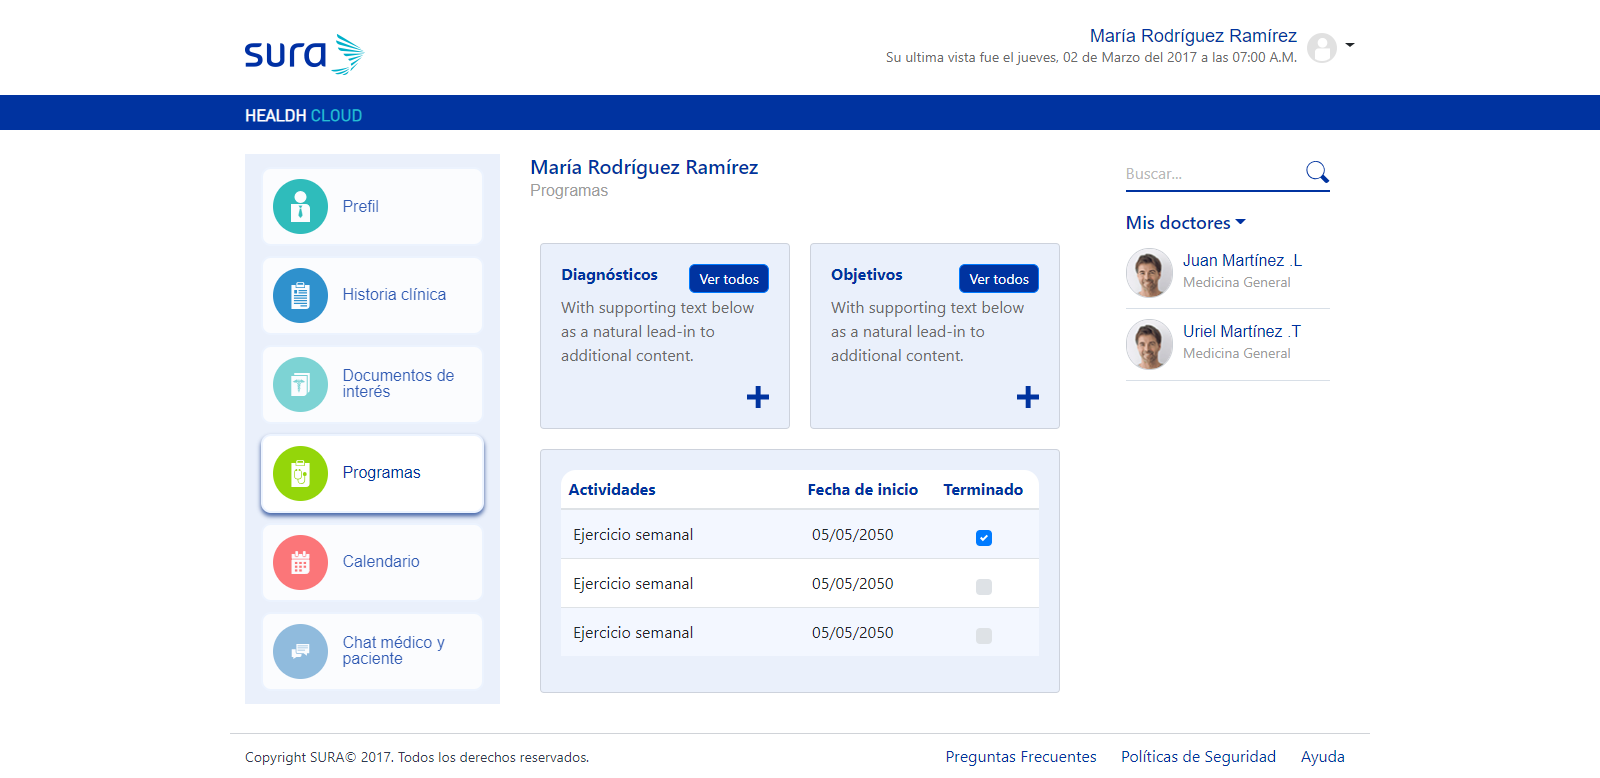 sura
María Rodríguez Ramírez
Su ultima vista fue el jueves, 02 de Marzo del 2017 a las 07:00 A.M.
HEALDH CLOUD
Prefil
Historia clínica
Documentos de
interés
Programas
Calendario
Chat médico y
paciente
María Rodríguez Ramírez
Programas
Diagnósticos
Ver todos
With supporting text below
as a natural lead-in to
additional content.
Objetivos
Ver todos
With supporting text below
as a natural lead-in to
additional content.
Actividades Fecha de inicio Terminado
Ejercicio semanal 05/05/2050
Ejercicio semanal 05/05/2050
Ejercicio semanal 05/05/2050
Buscar...
Mis doctores
Juan Martínez .L
Medicina General
Uriel Martínez .T
Medicina General
Copyright SURA© 2017. Todos los derechos reservados.
Preguntas Frecuentes Políticas de Seguridad Ayuda